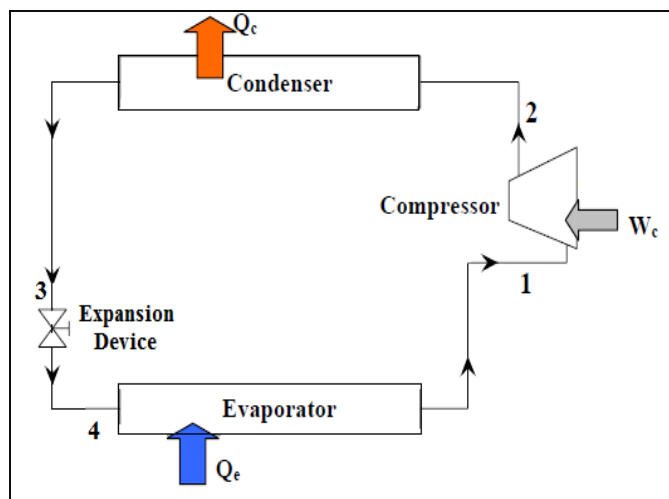 Qc
Condenser
2
Compressor
Wc
1
3
Expansion
Device
Evaporator
4
Qe